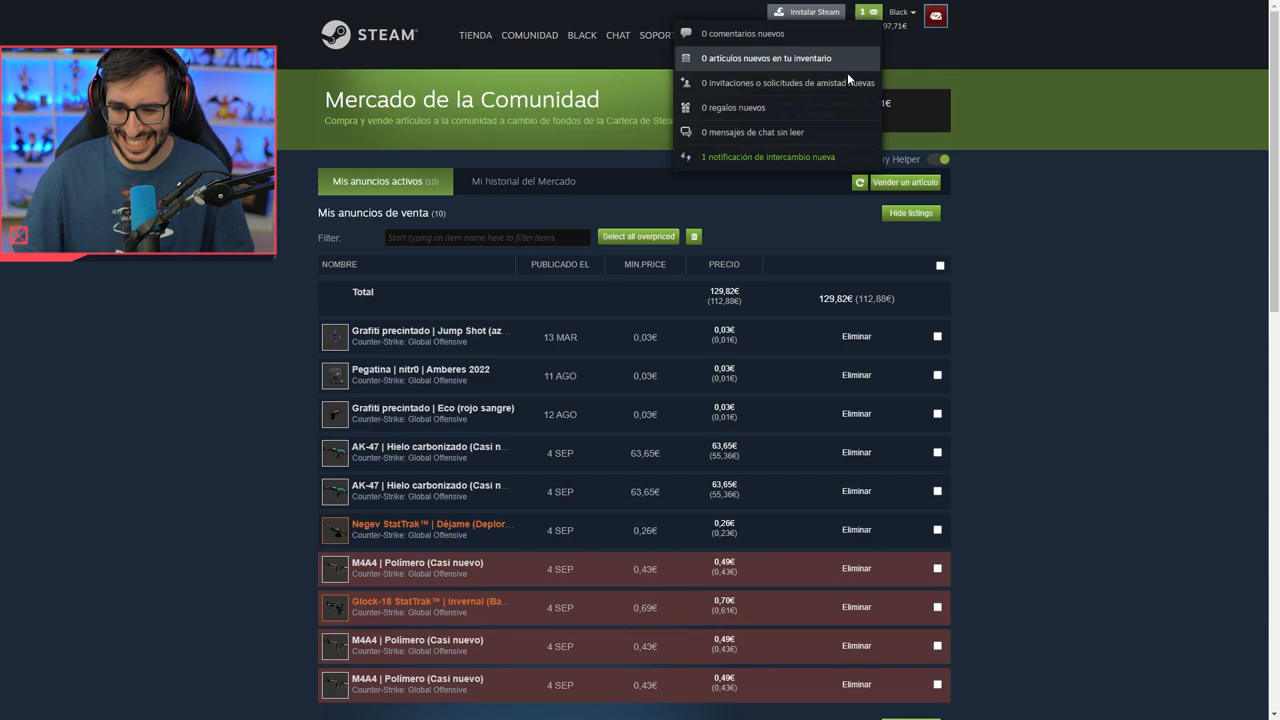 Instalar Steam
1
Black
97,71€
STEAM
TIENDA
COMUNIDAD
BLACK
CHAT
SOPOR
0 comentarios nuevos
0 artículos nuevos en tu inventario
0 invitaciones o solicitudes de amistad nuevas
0 regalos nuevos
0 mensajes de chat sin leer
1 notificación de intercambio nueva
Mercado de la Comunidad
Compra y vende artículos a la comunidad a cambio de fondos de la Cartera de Stea
1€
ry Helper
Mis anuncios activos (10)
Mi historial del Mercado
Vender un artículo
Mis anuncios de venta (10)
Hide listings
Filter:
Start typing an item name here to filter items
Select all overpriced
NOMBRE PUBLICADO EL MIN.PRICE PRECIO
Total 129,82€ 129,82€ (112,88€)
(112,88€)
Grafiti precintado | Jump Shot (az... 13 MAR 0,03€ 0,03€ Eliminar
Counter-Strike: Global Offensive (0,01€)
Pegatina | nitr0 | Amberes 2022 11 AGO 0,03€ 0,03€ Eliminar
Counter-Strike: Global Offensive (0,01€)
Grafiti precintado | Eco (rojo sangre) 12 AGO 0,03€ 0,03€ Eliminar
Counter-Strike: Global Offensive (0,01€)
AK-47 | Hielo carbonizado (Casi n... 4 SEP 63,65€ 63,65€ Eliminar
Counter-Strike: Global Offensive (55,36€)
AK-47 | Hielo carbonizado (Casi n... 4 SEP 63,65€ 63,65€ Eliminar
Counter-Strike: Global Offensive (55,36€)
Negev StatTrak™ | Déjame (Deplor... 4 SEP 0,26€ 0,26€ Eliminar
Counter-Strike: Global Offensive (0,23€)
M4A4 | Polímero (Casi nuevo) 4 SEP 0,43€ 0,49€ Eliminar
Counter-Strike: Global Offensive (0,43€)
Glock-18 StatTrak™ | Invernal (Ba... 4 SEP 0,69€ 0,70€ Eliminar
Counter-Strike: Global Offensive (0,61€)
M4A4 | Polímero (Casi nuevo) 4 SEP 0,43€ 0,49€ Eliminar
Counter-Strike: Global Offensive (0,43€)
M4A4 | Polímero (Casi nuevo) 4 SEP 0,43€ 0,49€ Eliminar
Counter-Strike: Global Offensive (0,43€)